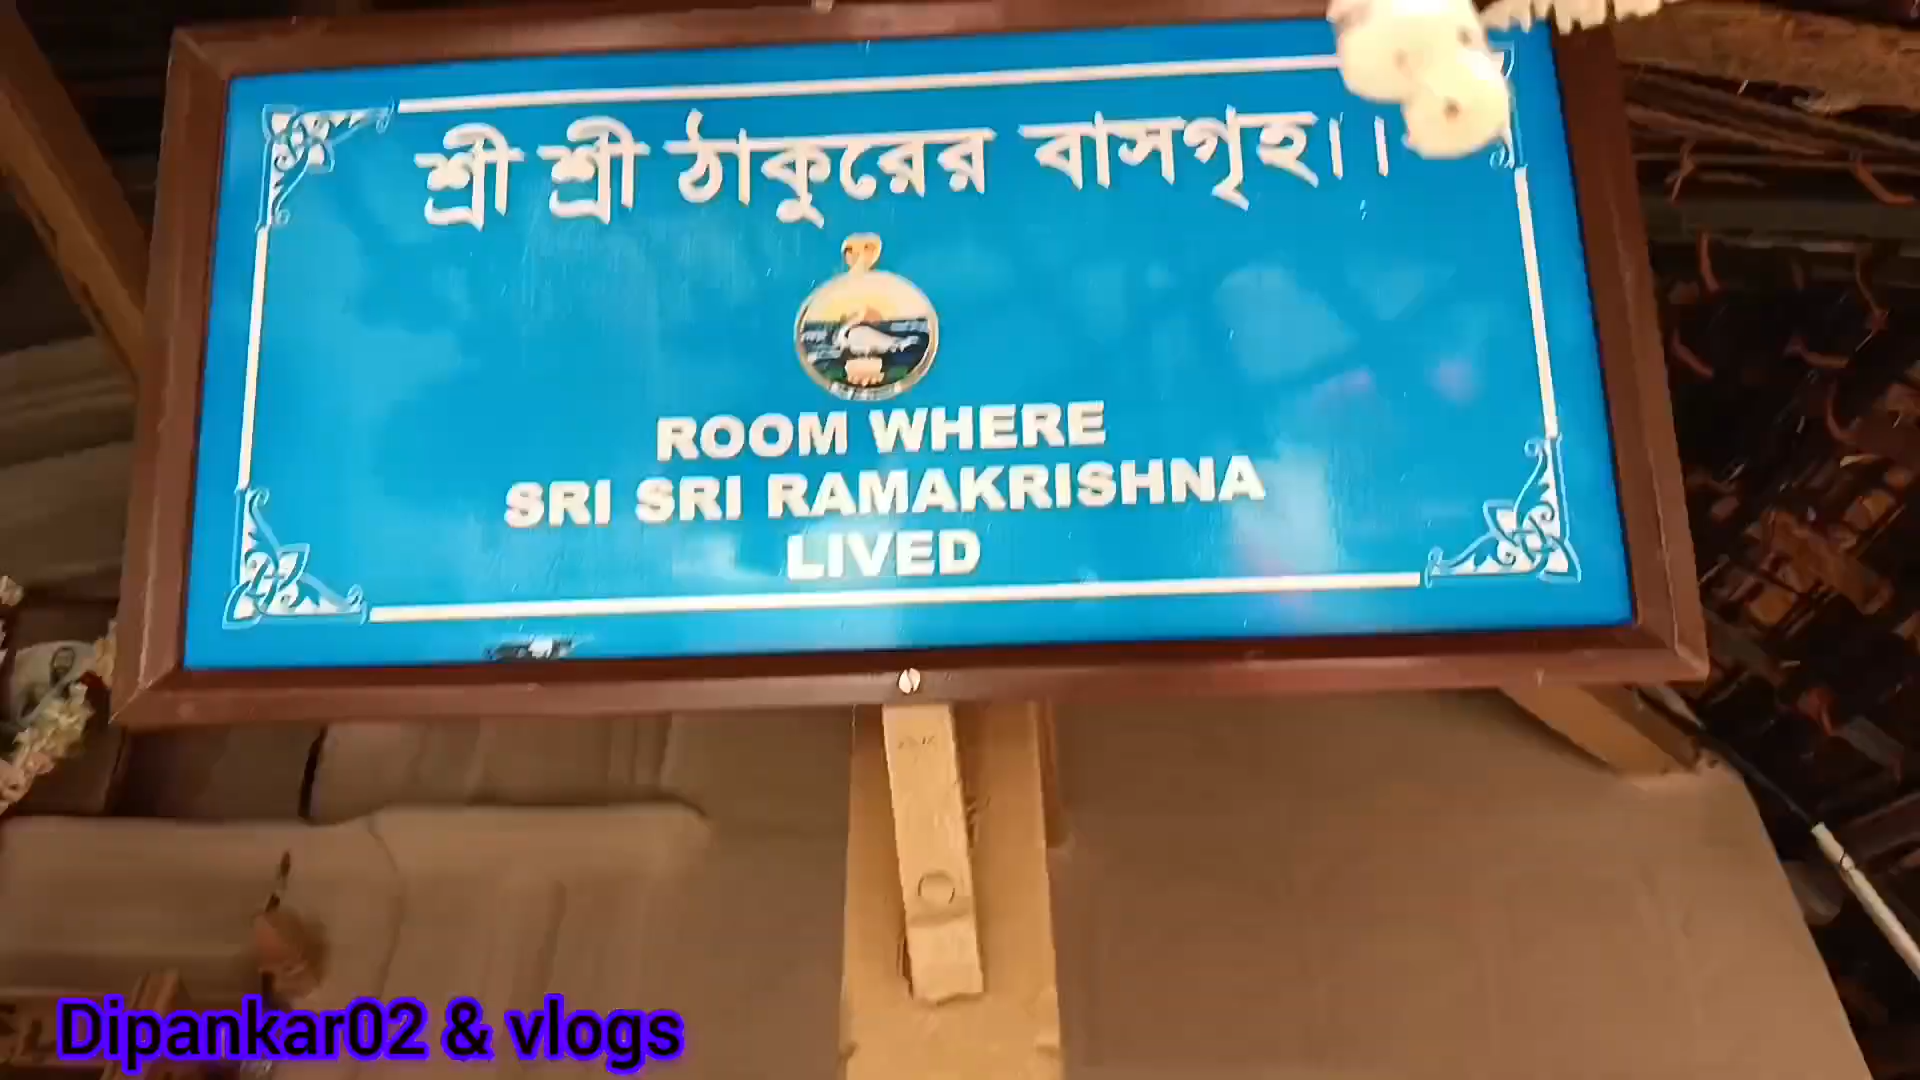 শ্রী শ্রী ঠাকুরের বাসগৃহ।।
ROOM WHERE
SRI SRI RAMAKRISHNA
LIVED
Dipankar02 & vlogs